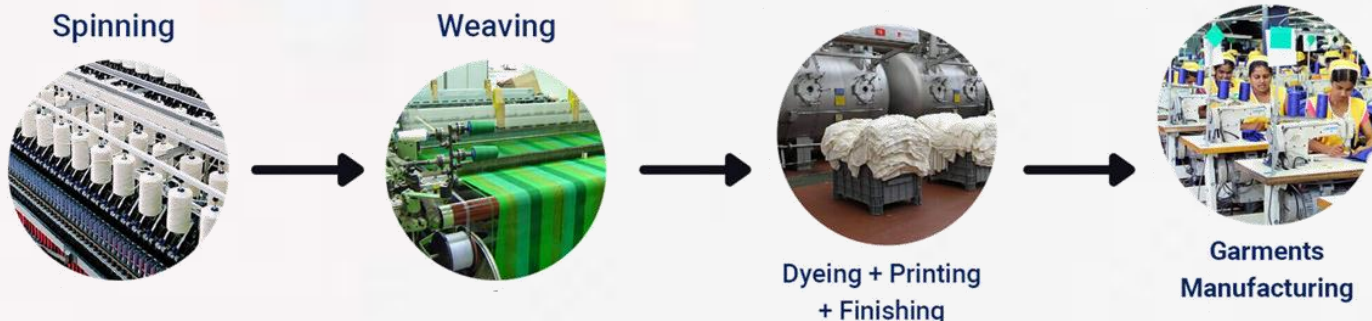 Spinning
Weaving
Dyeing + Printing
+ Finishing
Garments
Manufacturing